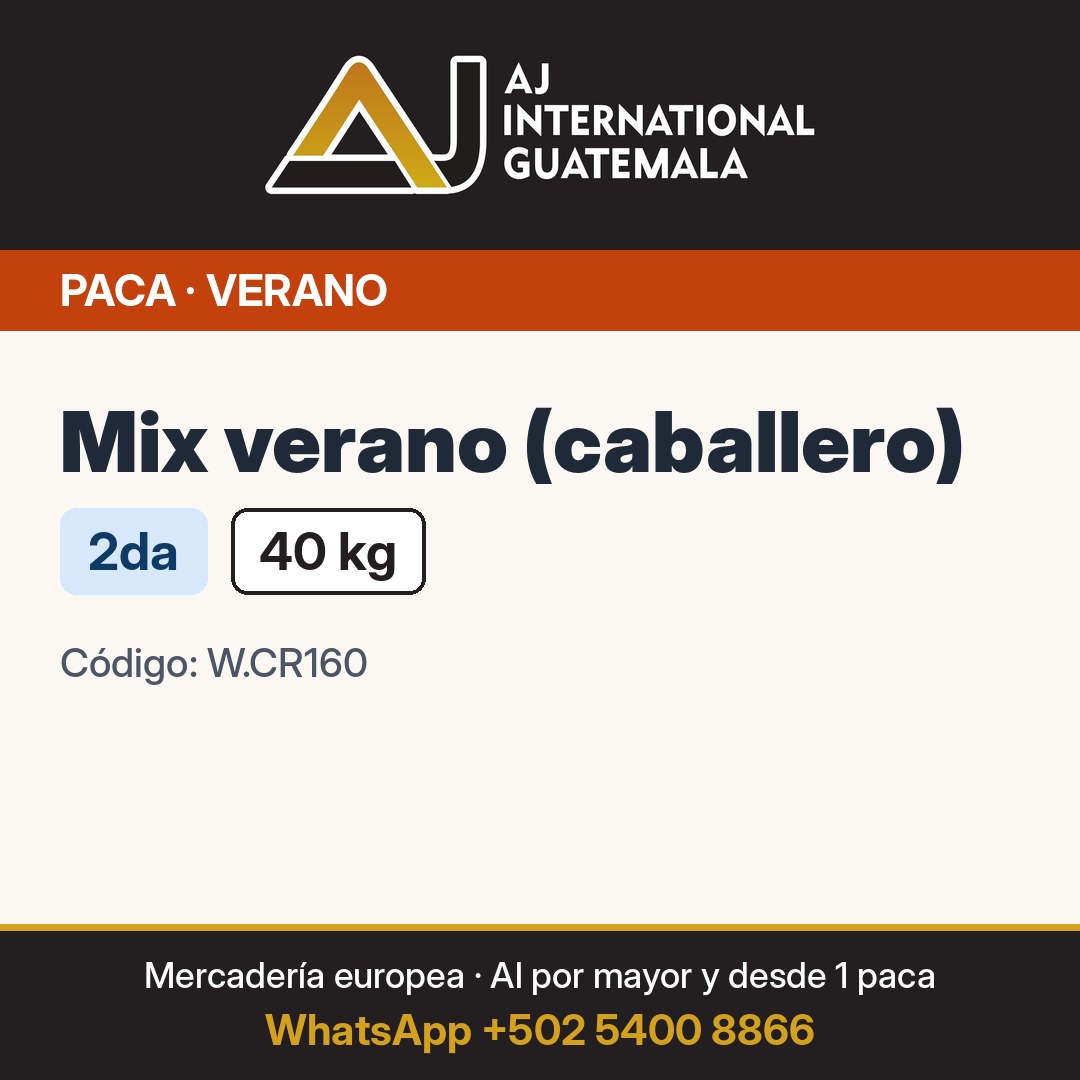 AJ
AJ
INTERNATIONAL
GUATEMALA
PACA · VERANO
Mix verano (caballero)
2da
40 kg
Código: W.CR160
Mercadería europea · Al por mayor y desde 1 paca
WhatsApp +502 5400 8866